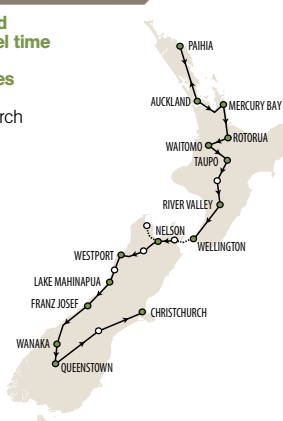 d
el time
es
rch
PAIHIA
AUCKLAND
MERCURY BAY
ROTORUA
WAITOMO
TAUPO
RIVER VALLEY
NELSON
WELLINGTON
WESTPORT
LAKE MAHINAPUA
FRANZ JOSEF
CHRISTCHURCH
WANAKA
QUEENSTOWN